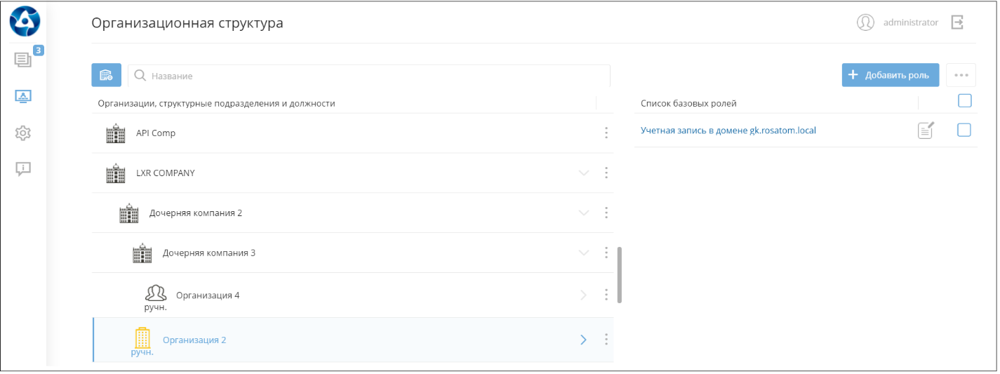 Организационная структура
administrator
3
Название
Добавить роль
Организации, структурные подразделения и должности
Список базовых ролей
API Comp
Учетная запись в домене gk.rosatom.local
LXR COMPANY
Дочерняя компания 2
Дочерняя компания 3
Организация 4
ручн.
Организация 2
ручн.